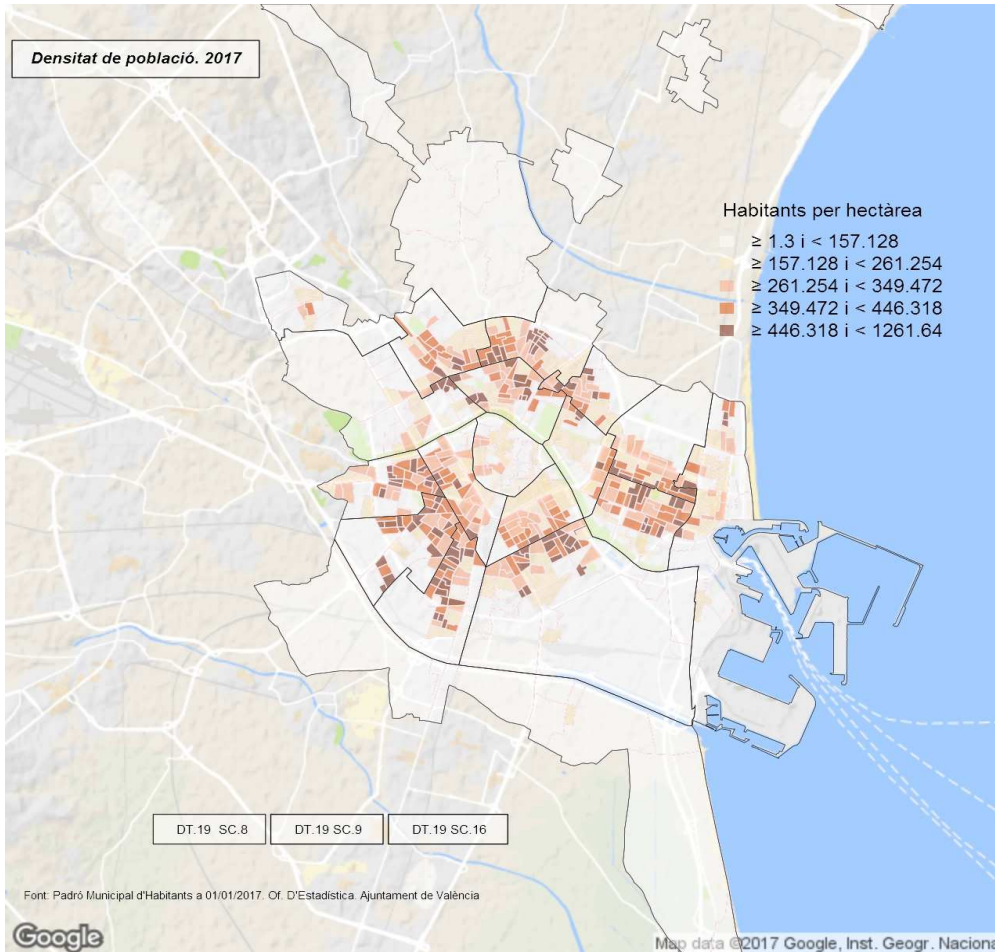 Densitat de població. 2017
Habitants per hectàrea
≥ 1.3 i < 157.128
≥ 157.128 i < 261.254
≥ 261.254 i < 349.472
≥ 349.472 i < 446.318
≥ 446.318 i < 1261.64
DT.19 SC.8 DT.19 SC.9 DT.19 SC.16
Font: Padró Municipal d'Habitants a 01/01/2017. Of. D'Estadística. Ajuntament de València
Google
Map data ©2017 Google, Inst. Geogr. Nacion